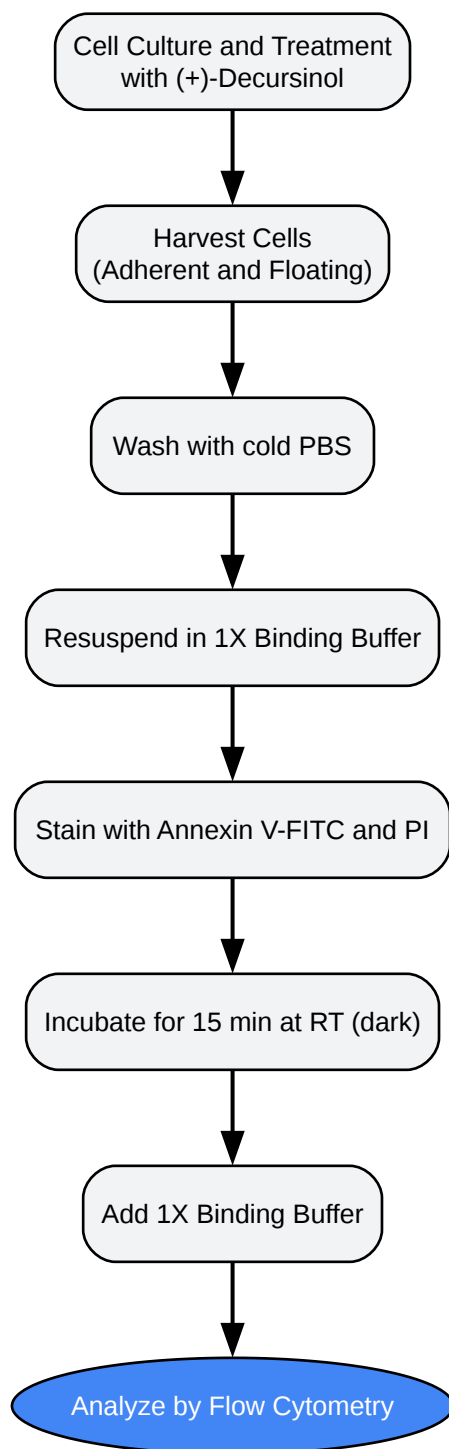 Cell Culture and Treatment
with (+)-Decursinol
Harvest Cells
(Adherent and Floating)
Wash with cold PBS
Resuspend in 1X Binding Buffer
Stain with Annexin V-FITC and PI
Incubate for 15 min at RT (dark)
Add 1X Binding Buffer
Analyze by Flow Cytometry